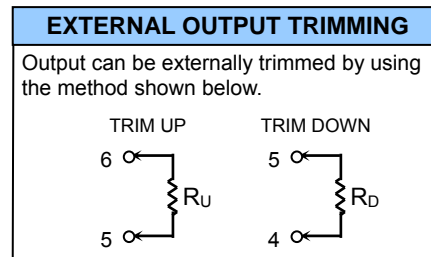 EXTERNAL OUTPUT TRIMMING
Output can be externally trimmed by using
the method shown below.
TRIM UP TRIM DOWN
6 5
RU RD
5 4